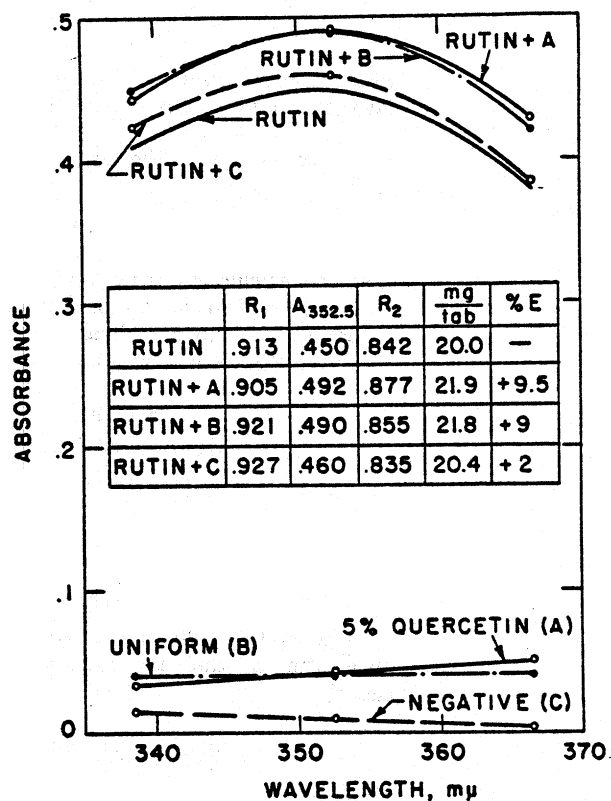 .5
RUTIN+A
RUTIN+B
RUTIN
.4
RUTIN+C
.3
R1 A352.5 R2 mg/tab % E
RUTIN .913 .450 .842 20.0 —
RUTIN+A .905 .492 .877 21.9 +9.5
RUTIN+B .921 .490 .855 21.8 +9
RUTIN+C .927 .460 .835 20.4 +2
ABSORBANCE
.2
.1
5% QUERCETIN (A)
UNIFORM (B)
NEGATIVE (C)
0
340 350 360 370
WAVELENGTH, mμ